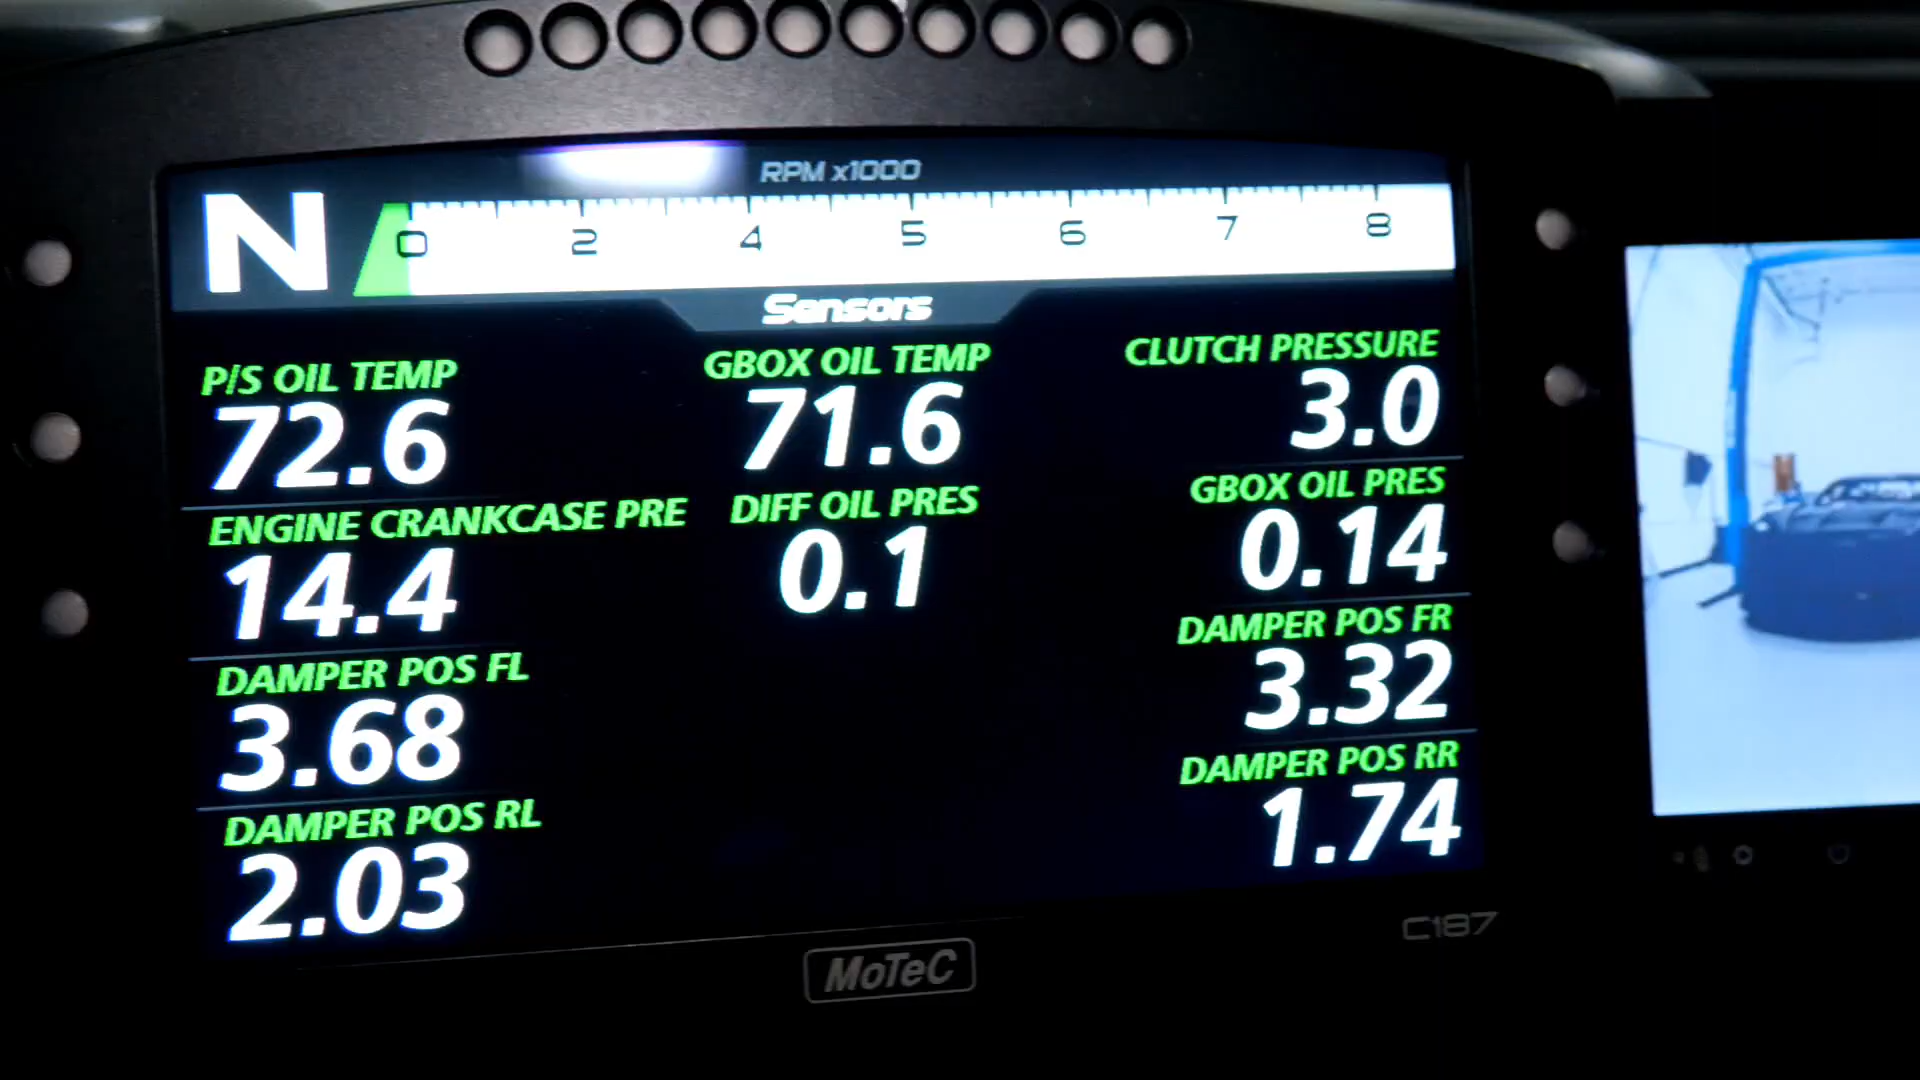 RPM x1000
N
0 2 4 5 6 7 8
Sensors
P/S OIL TEMP
72.6
GBOX OIL TEMP
71.6
CLUTCH PRESSURE
3.0
ENGINE CRANKCASE PRE
14.4
DIFF OIL PRES
0.1
GBOX OIL PRES
0.14
DAMPER POS FL
3.68
DAMPER POS FR
3.32
DAMPER POS RL
2.03
DAMPER POS RR
1.74
C187
MoTeC